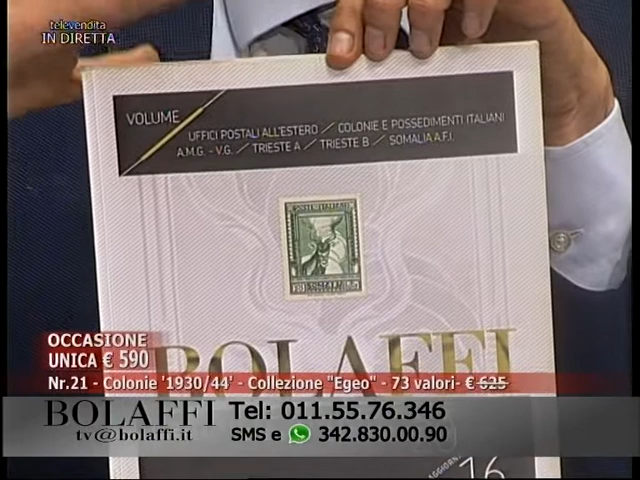 televendita
IN DIRETTA
VOLUME
UFFICI POSTALI ALL'ESTERO / COLONIE E POSSEDIMENTI ITALIANI
A.M.G. - V.G. / TRIESTE A / TRIESTE B / SOMALIA A.F.I.
BOLAFFI
OCCASIONE
UNICA € 590
Nr.21 - Colonie '1930/44' - Collezione "Egeo" - 73 valori- € 625
BOLAFFI
tv@bolaffi.it
Tel: 011.55.76.346
SMS e 342.830.00.90
16